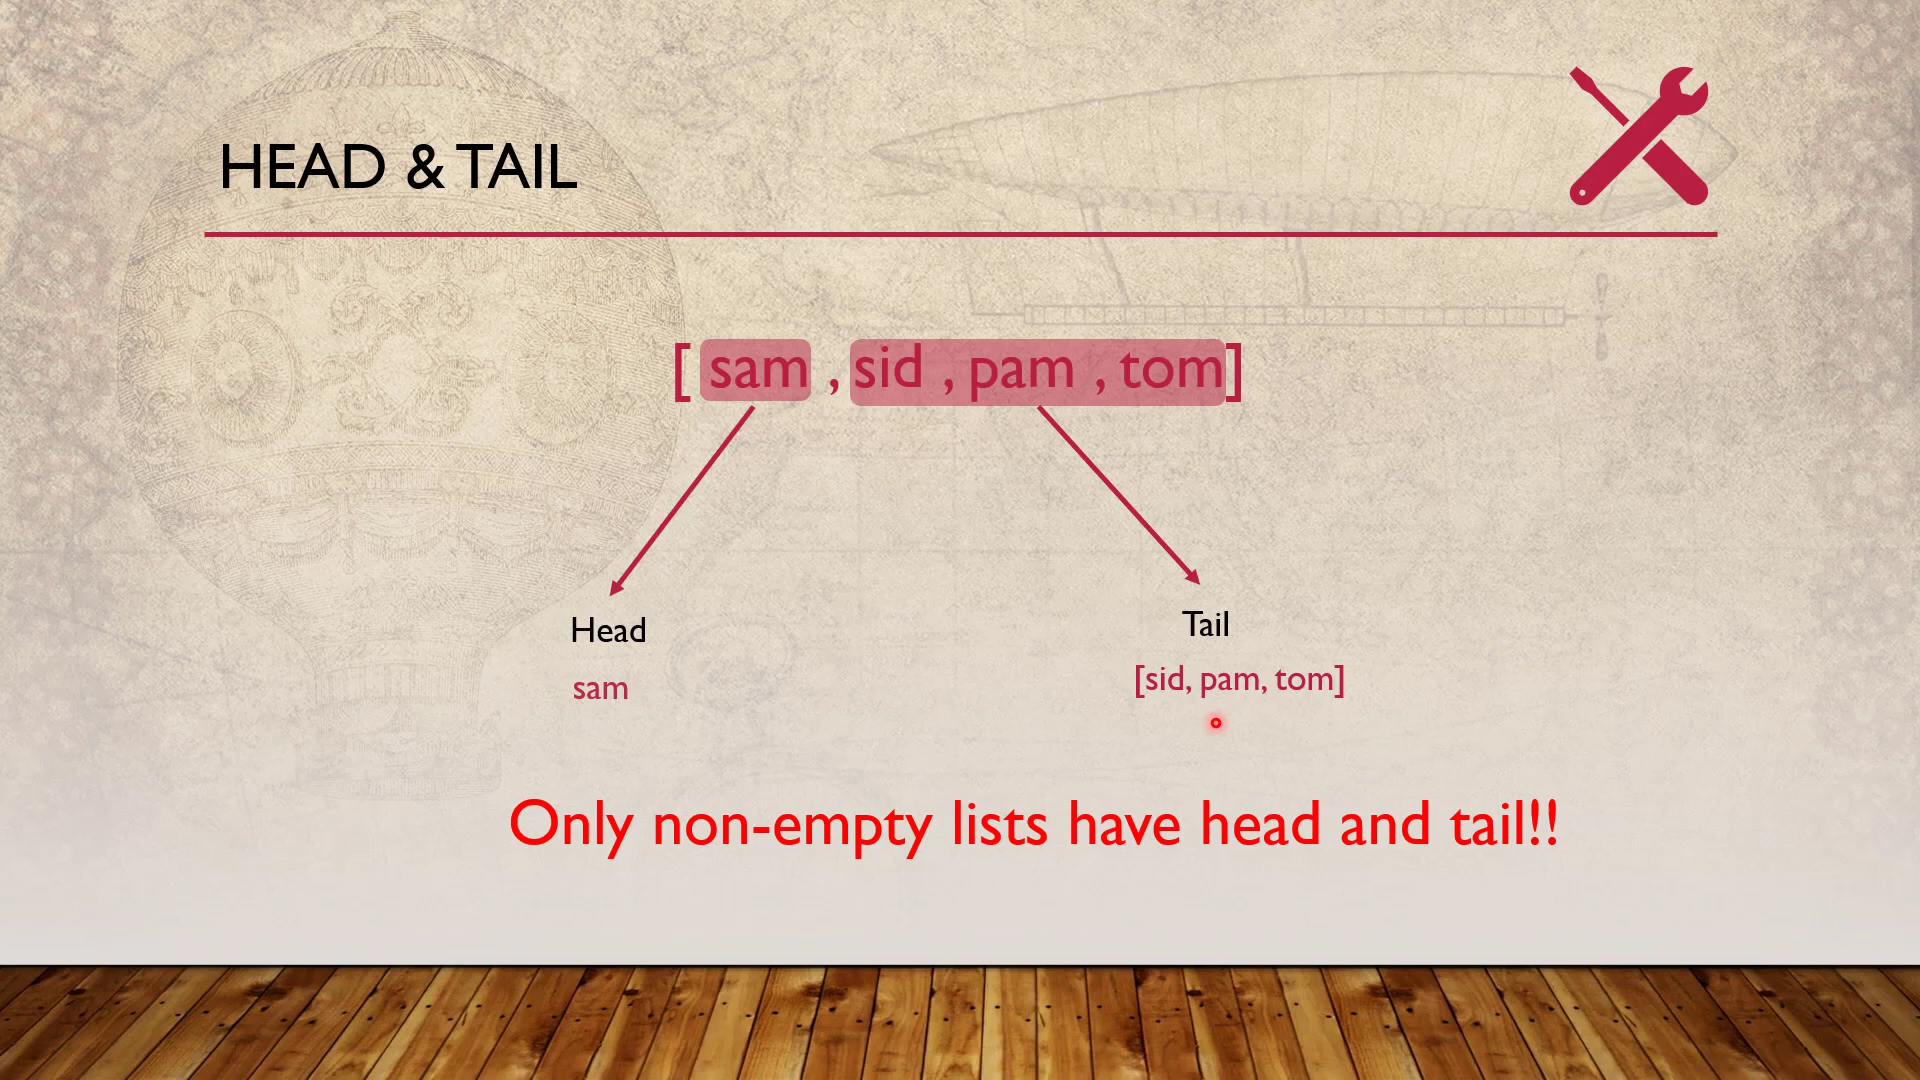 HEAD & TAIL
[ sam , sid , pam , tom]
Head
Tail
sam
[sid, pam, tom]
Only non-empty lists have head and tail!!